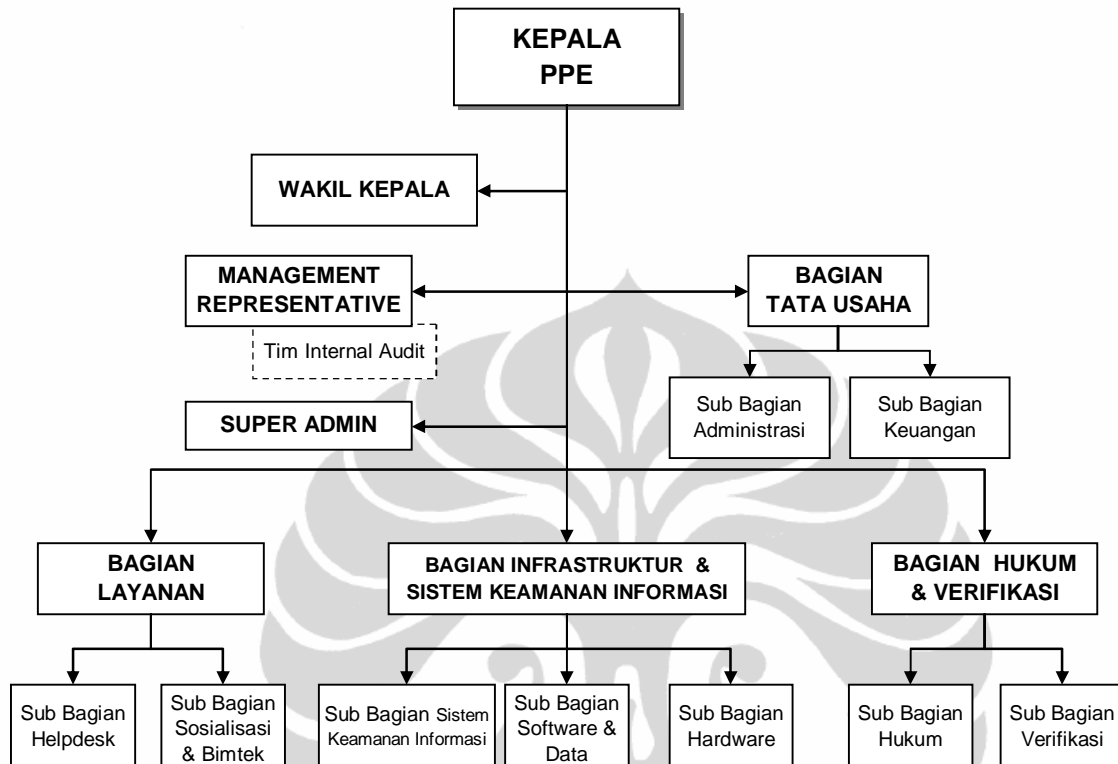 KEPALA
PPE
WAKIL KEPALA
MANAGEMENT
REPRESENTATIVE
BAGIAN
TATA USAHA
Tim Internal Audit
Sub Bagian
Administrasi
Sub Bagian
Keuangan
SUPER ADMIN
BAGIAN
LAYANAN
BAGIAN INFRASTRUKTUR &
SISTEM KEAMANAN INFORMASI
BAGIAN HUKUM
& VERIFIKASI
Sub Bagian
Helpdesk
Sub Bagian
Sosialisasi
& Bimtek
Sub Bagian Sistem
Keamanan Informasi
Sub Bagian
Software &
Data
Sub Bagian
Hardware
Sub Bagian
Hukum
Sub Bagian
Verifikasi